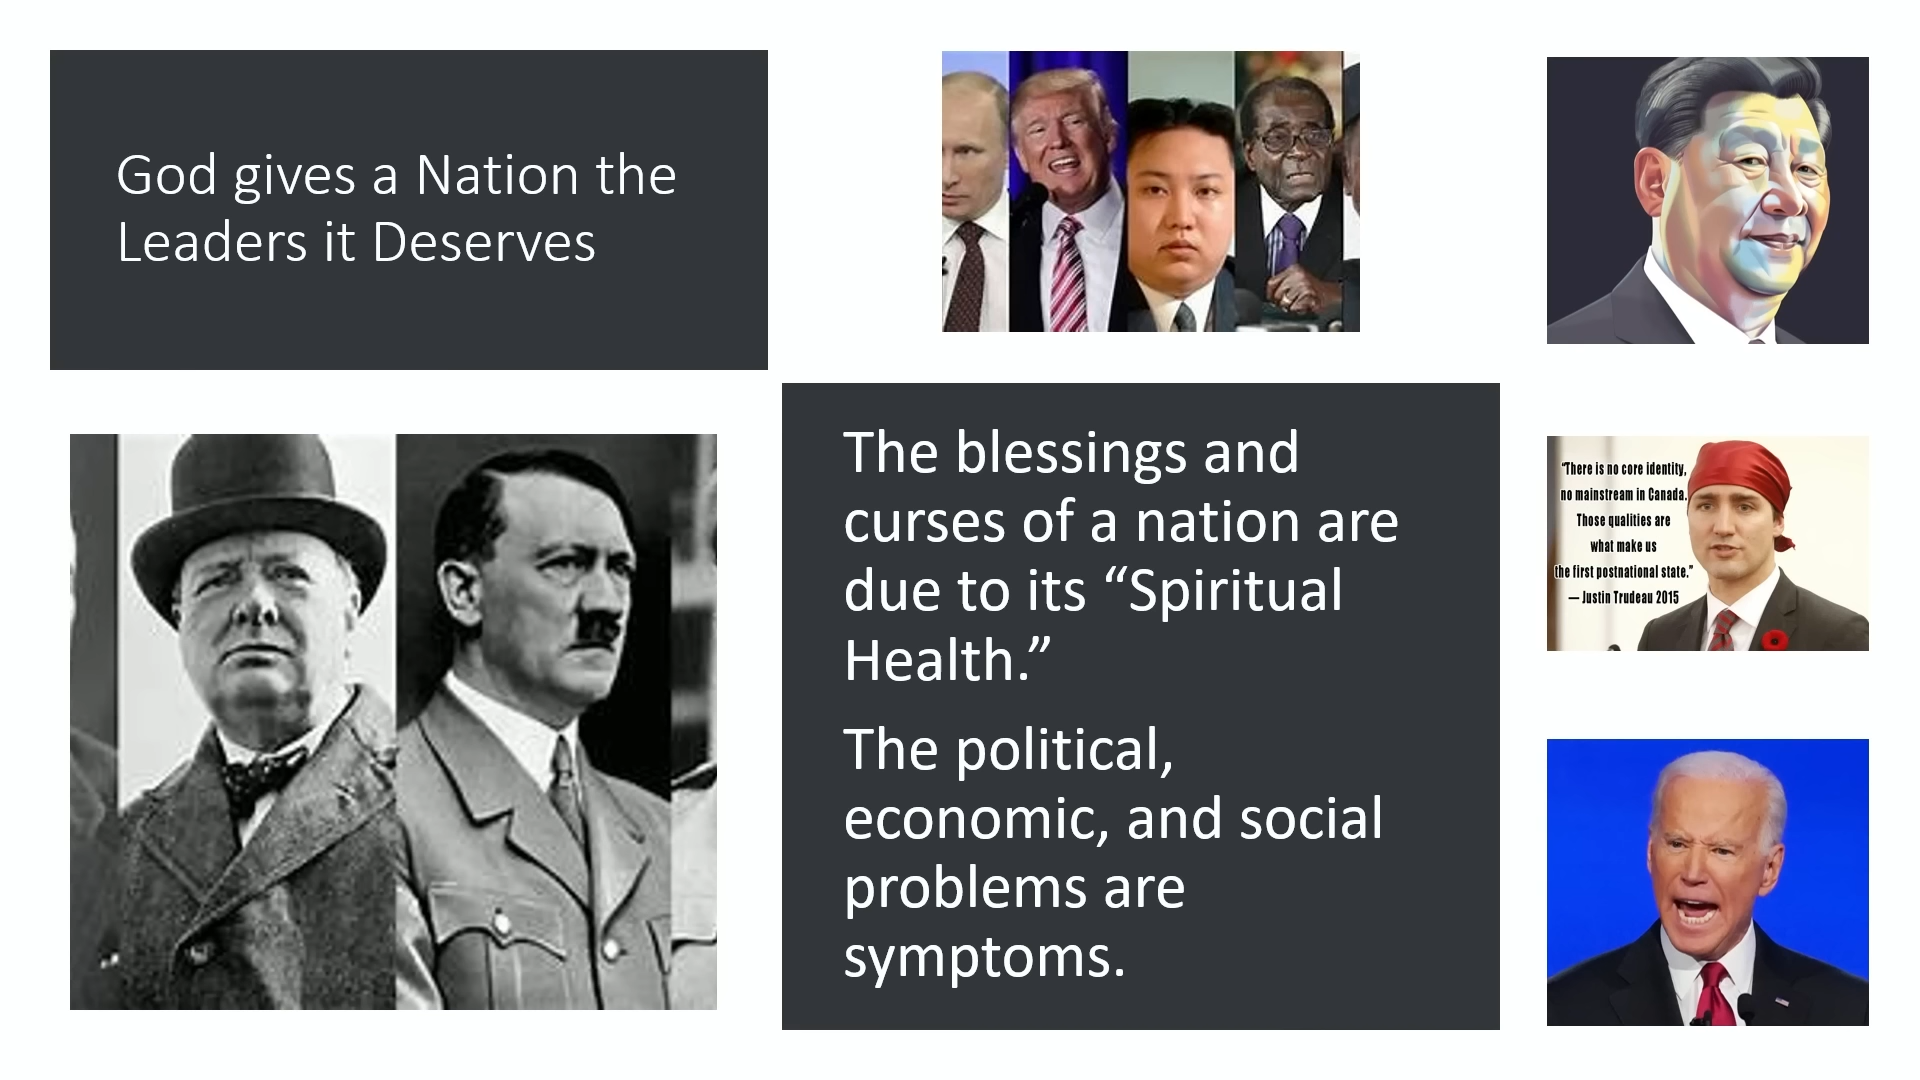 God gives a Nation the
Leaders it Deserves
The blessings and
curses of a nation are
due to its “Spiritual
Health.”
The political,
economic, and social
problems are
symptoms.
“There is no core identity,
no mainstream in Canada.
Those qualities are
what make us
the first postnational state.”
— Justin Trudeau 2015